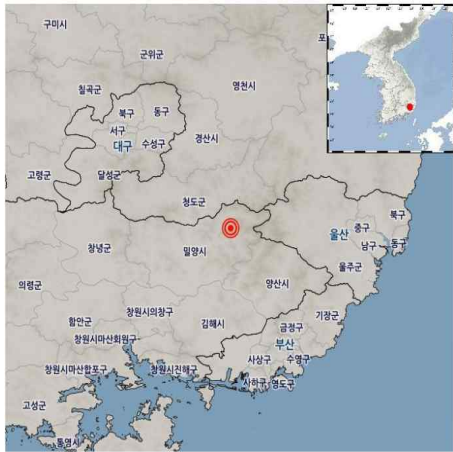 구미시
군위군
포
칠곡군
영천시
북구
동구
서구
대구
수성구
경산시
고령군
달성군
청도군
북구
중구
울산
동구
남구
창녕군
밀양시
울주군
의령군
양산시
창원시의창구
기장군
함안군
김해시
금정구
창원시마산회원구
부산
사상구
수영구
창원시마산합포구
창원시진해구
사하구
영도구
고성군
통영시